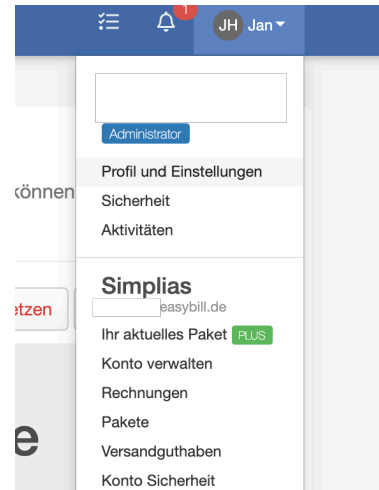 1
JH Jan
Administrator
Profil und Einstellungen
können
Sicherheit
Aktivitäten
Simplias
easybill.de
etzen
Ihr aktuelles Paket PLUS
Konto verwalten
Rechnungen
Pakete
e
Versandguthaben
Konto Sicherheit